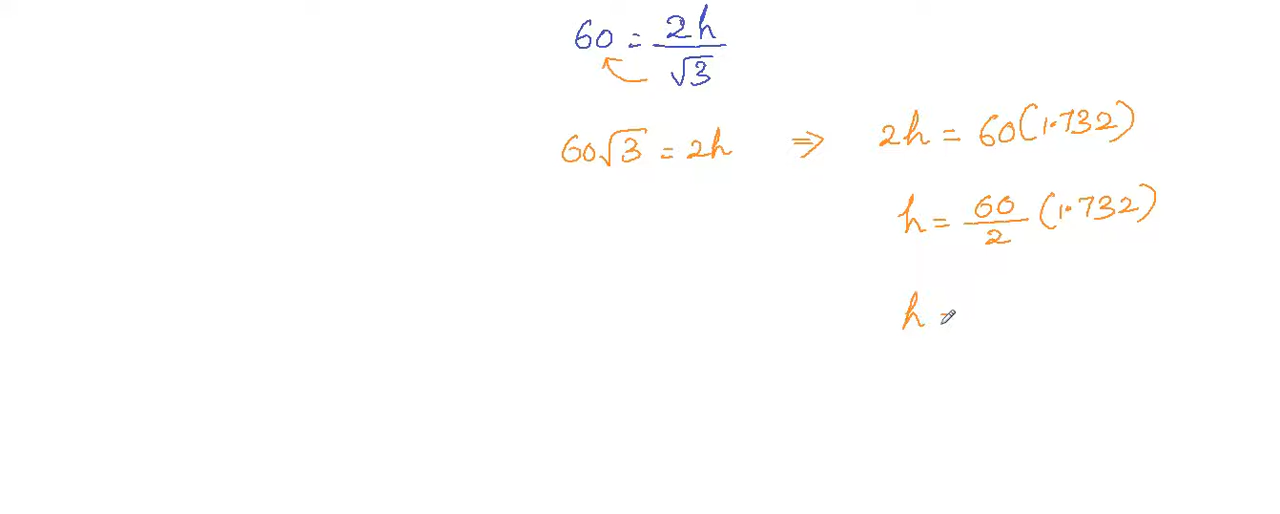 60 = 2h/√3
60√3 = 2h ⇒ 2h = 60(1.732)
h = 60/2 (1.732)
h =